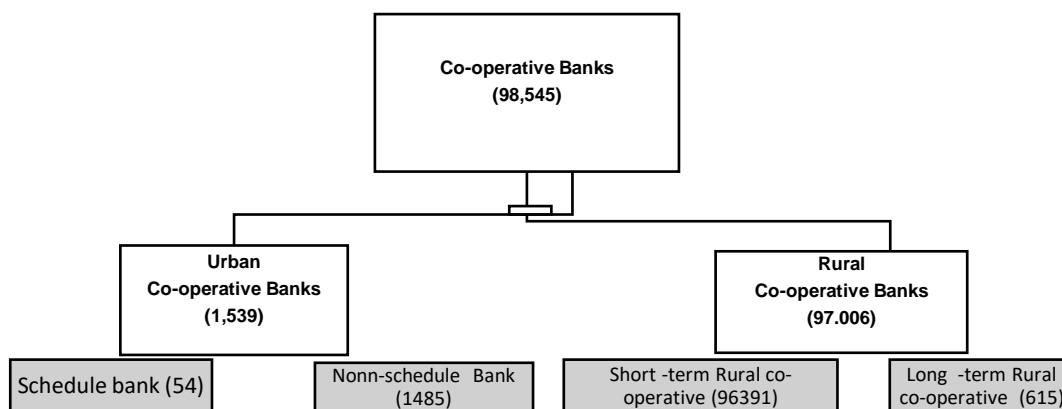 Co-operative Banks
(98,545)
Urban
Co-operative Banks
(1,539)
Rural
Co-operative Banks
(97.006)
Schedule bank (54)
Nonn-schedule Bank
(1485)
Short -term Rural co-
operative (96391)
Long -term Rural
co-operative (615)